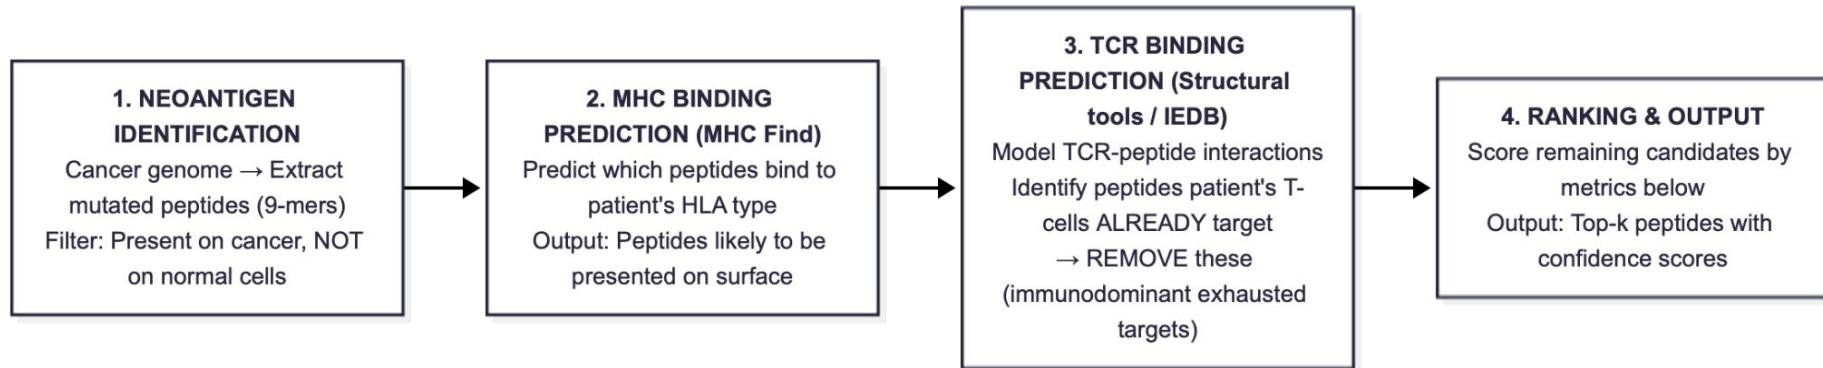 1. NEOANTIGEN
IDENTIFICATION
Cancer genome → Extract
mutated peptides (9-mers)
Filter: Present on cancer, NOT
on normal cells
2. MHC BINDING
PREDICTION (MHC Find)
Predict which peptides bind to
patient's HLA type
Output: Peptides likely to be
presented on surface
3. TCR BINDING
PREDICTION (Structural
tools / IEDB)
Model TCR-peptide interactions
Identify peptides patient's T-
cells ALREADY target
→ REMOVE these
(immunodominant exhausted
targets)
4. RANKING & OUTPUT
Score remaining candidates by
metrics below
Output: Top-k peptides with
confidence scores